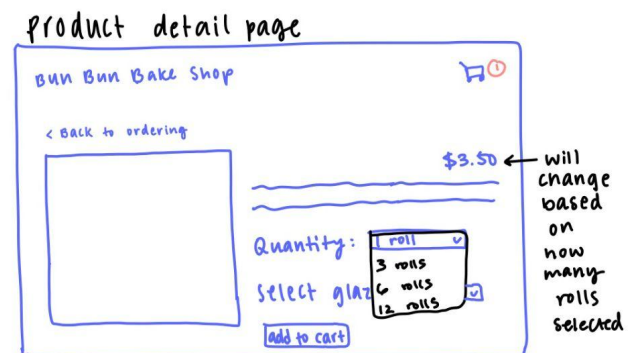 product detail page
Bun Bun Bake Shop
1
< Back to ordering
$3.50
will
change
based
on
how
many
rolls
selected
Quantity: 1 roll
3 rolls
6 rolls
12 rolls
select glaz
add to cart